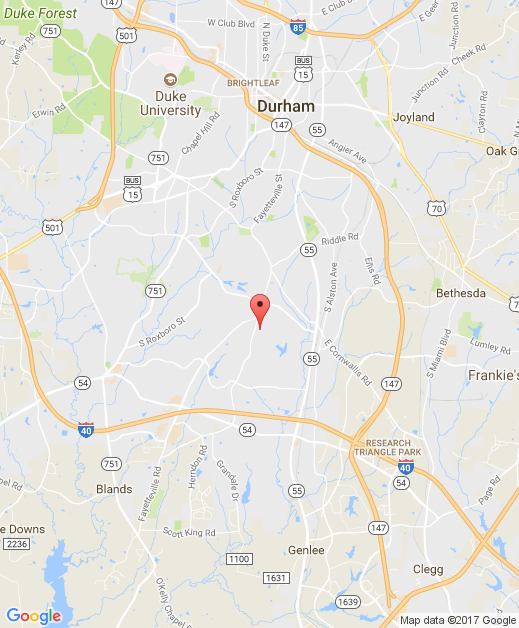 Duke Forest
Kerley Rd
751
501
W Club Blvd
N Duke St
85
E Club Blvd
E Geer
Junction Rd
Cheek Rd
BUS
15
BRIGHTLEAF
Duke
University
Durham
Junction Rd
Joyland
N M
Clayton Rd
Erwin Rd
Chapel Hill Rd
147
55
Angier Ave
Oak G
751
BUS
15
S Roxboro St
Fayetteville St
70
501
55
Riddle Rd
Ellis Rd
S Alston Ave
751
Bethesda
S Roxboro St
S Miami Blvd
Lumley Rd
55
E Cornwallis Rd
54
147
Frankie's
40
54
RESEARCH
TRIANGLE PARK
40
751
Herndon Rd
Grandale Dr
54
Page Rd
Blands
Fayetteville Rd
55
pel Rd
e Downs
2236
Scott King Rd
147
Genlee
1100
1631
Clegg
O'Kelly Chapel
1639
Google
Map data ©2017 Google